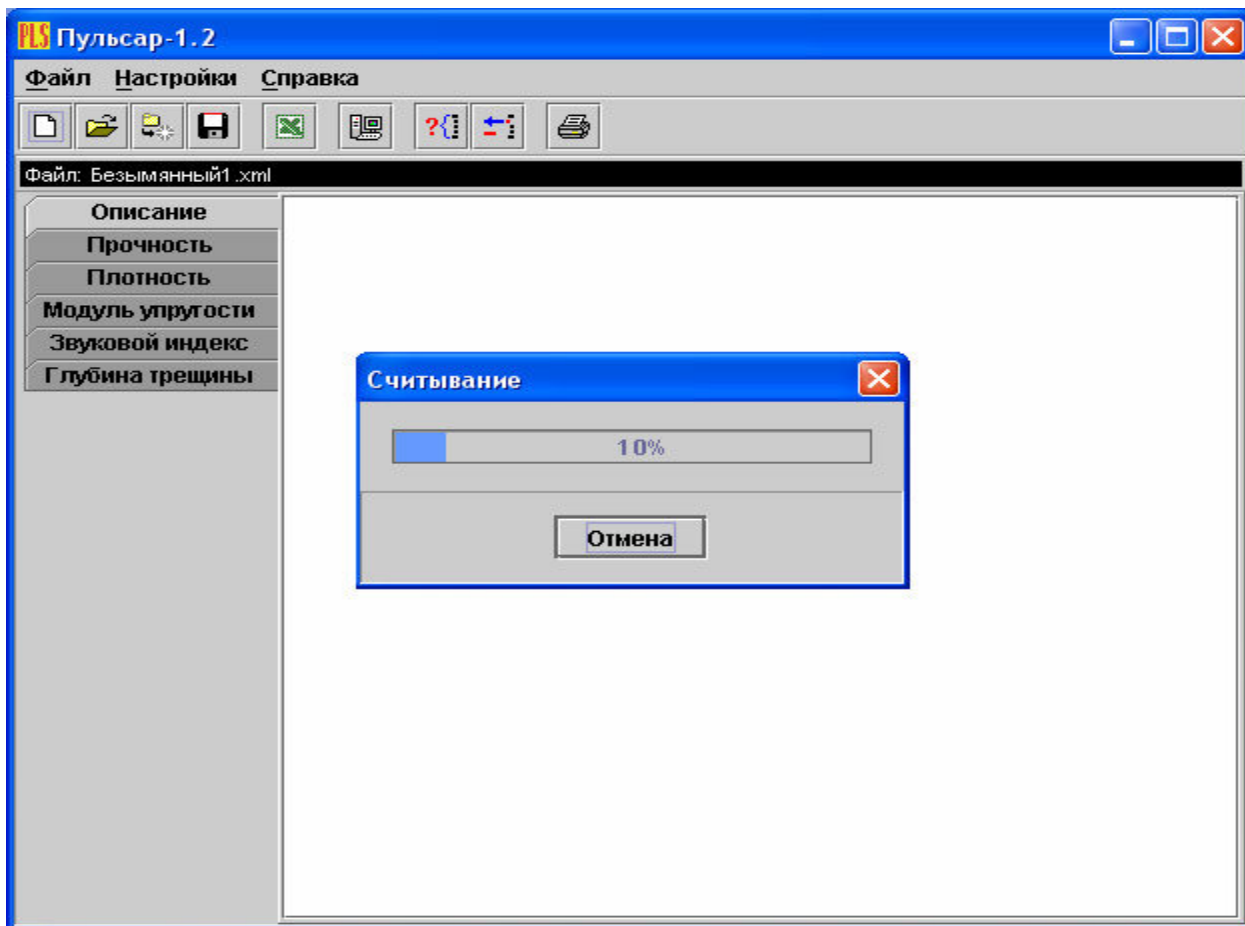 PLS Пульсар-1.2
Файл Настройки Справка
?{
Файл: Безымянный1.xml
Описание
Прочность
Плотность
Модуль упругости
Звуковой индекс
Глубина трещины
Считывание
10%
Отмена